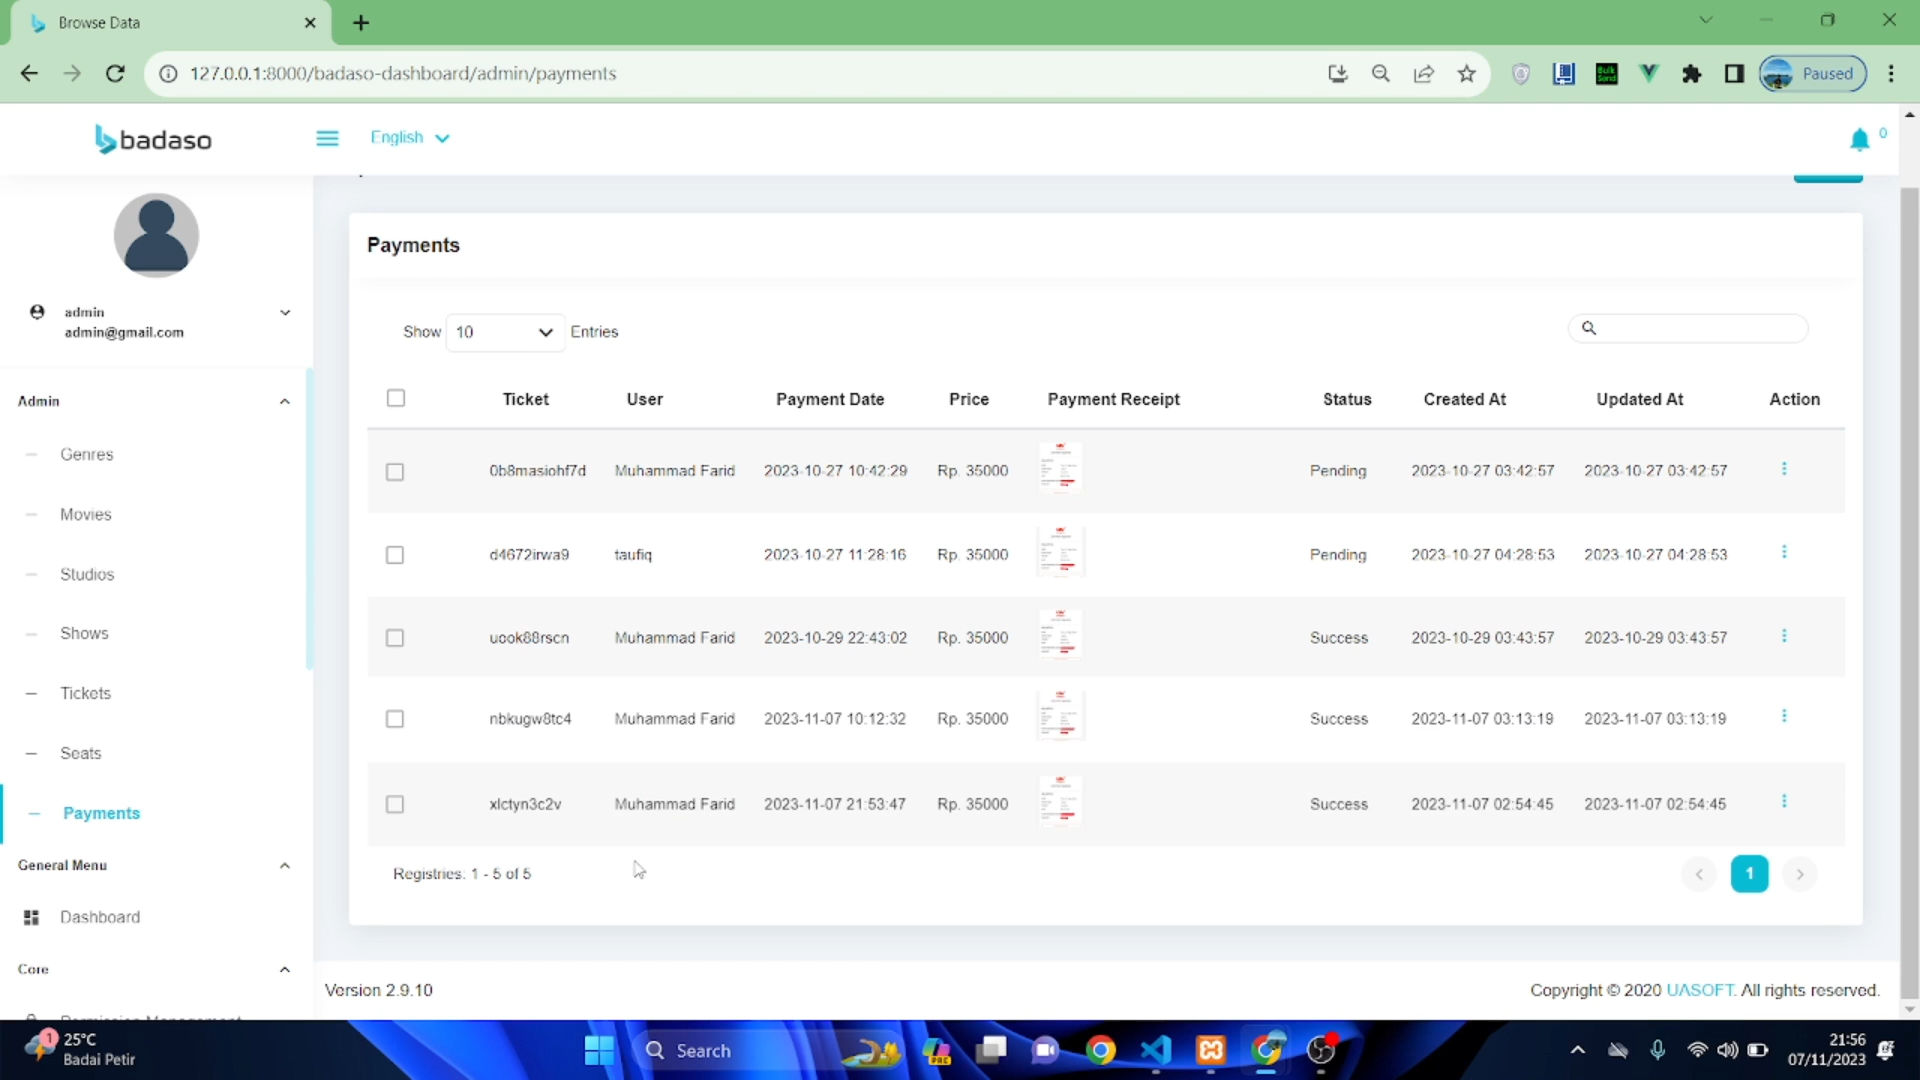 Browse Data
127.0.0.1:8000/badaso-dashboard/admin/payments
Paused
badaso
English
0
admin
admin@gmail.com
Admin
Genres
Movies
Studios
Shows
Tickets
Seats
Payments
General Menu
Dashboard
Core
Payments
Show 10 Entries
Ticket User Payment Date Price Payment Receipt Status Created At Updated At Action
0b8masiohf7d Muhammad Farid 2023-10-27 10:42:29 Rp. 35000 Pending 2023-10-27 03:42:57 2023-10-27 03:42:57
d4672irwa9 taufiq 2023-10-27 11:28:16 Rp. 35000 Pending 2023-10-27 04:28:53 2023-10-27 04:28:53
uook88rscn Muhammad Farid 2023-10-29 22:43:02 Rp. 35000 Success 2023-10-29 03:43:57 2023-10-29 03:43:57
nbkugw8tc4 Muhammad Farid 2023-11-07 10:12:32 Rp. 35000 Success 2023-11-07 03:13:19 2023-11-07 03:13:19
xlctyn3c2v Muhammad Farid 2023-11-07 21:53:47 Rp. 35000 Success 2023-11-07 02:54:45 2023-11-07 02:54:45
Registries: 1 - 5 of 5
1
Version 2.9.10
Copyright © 2020 UASOFT. All rights reserved.
1
25°C
Badai Petir
Search
PRE
21:56
07/11/2023